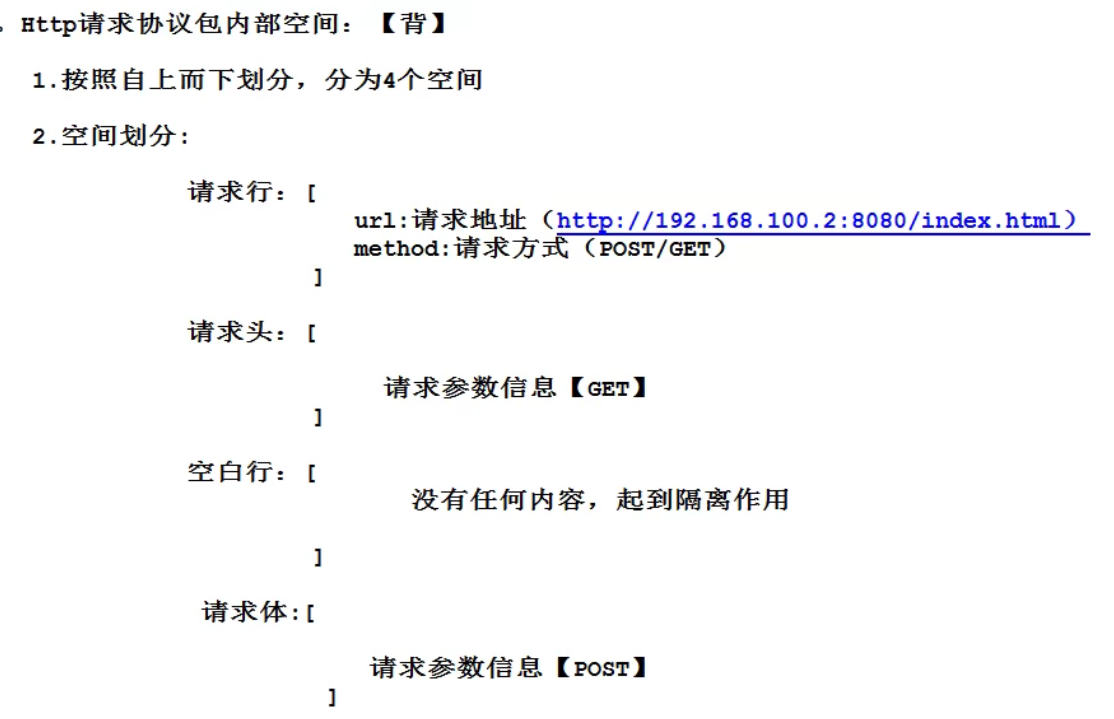 。Http请求协议包内部空间：【背】
1.按照自上而下划分，分为4个空间
2.空间划分：
请求行：[
url:请求地址（http://192.168.100.2:8080/index.html）
method:请求方式（POST/GET）
]
请求头：[
请求参数信息【GET】
]
空白行：[
没有任何内容，起到隔离作用
]
请求体:[
请求参数信息【POST】
]